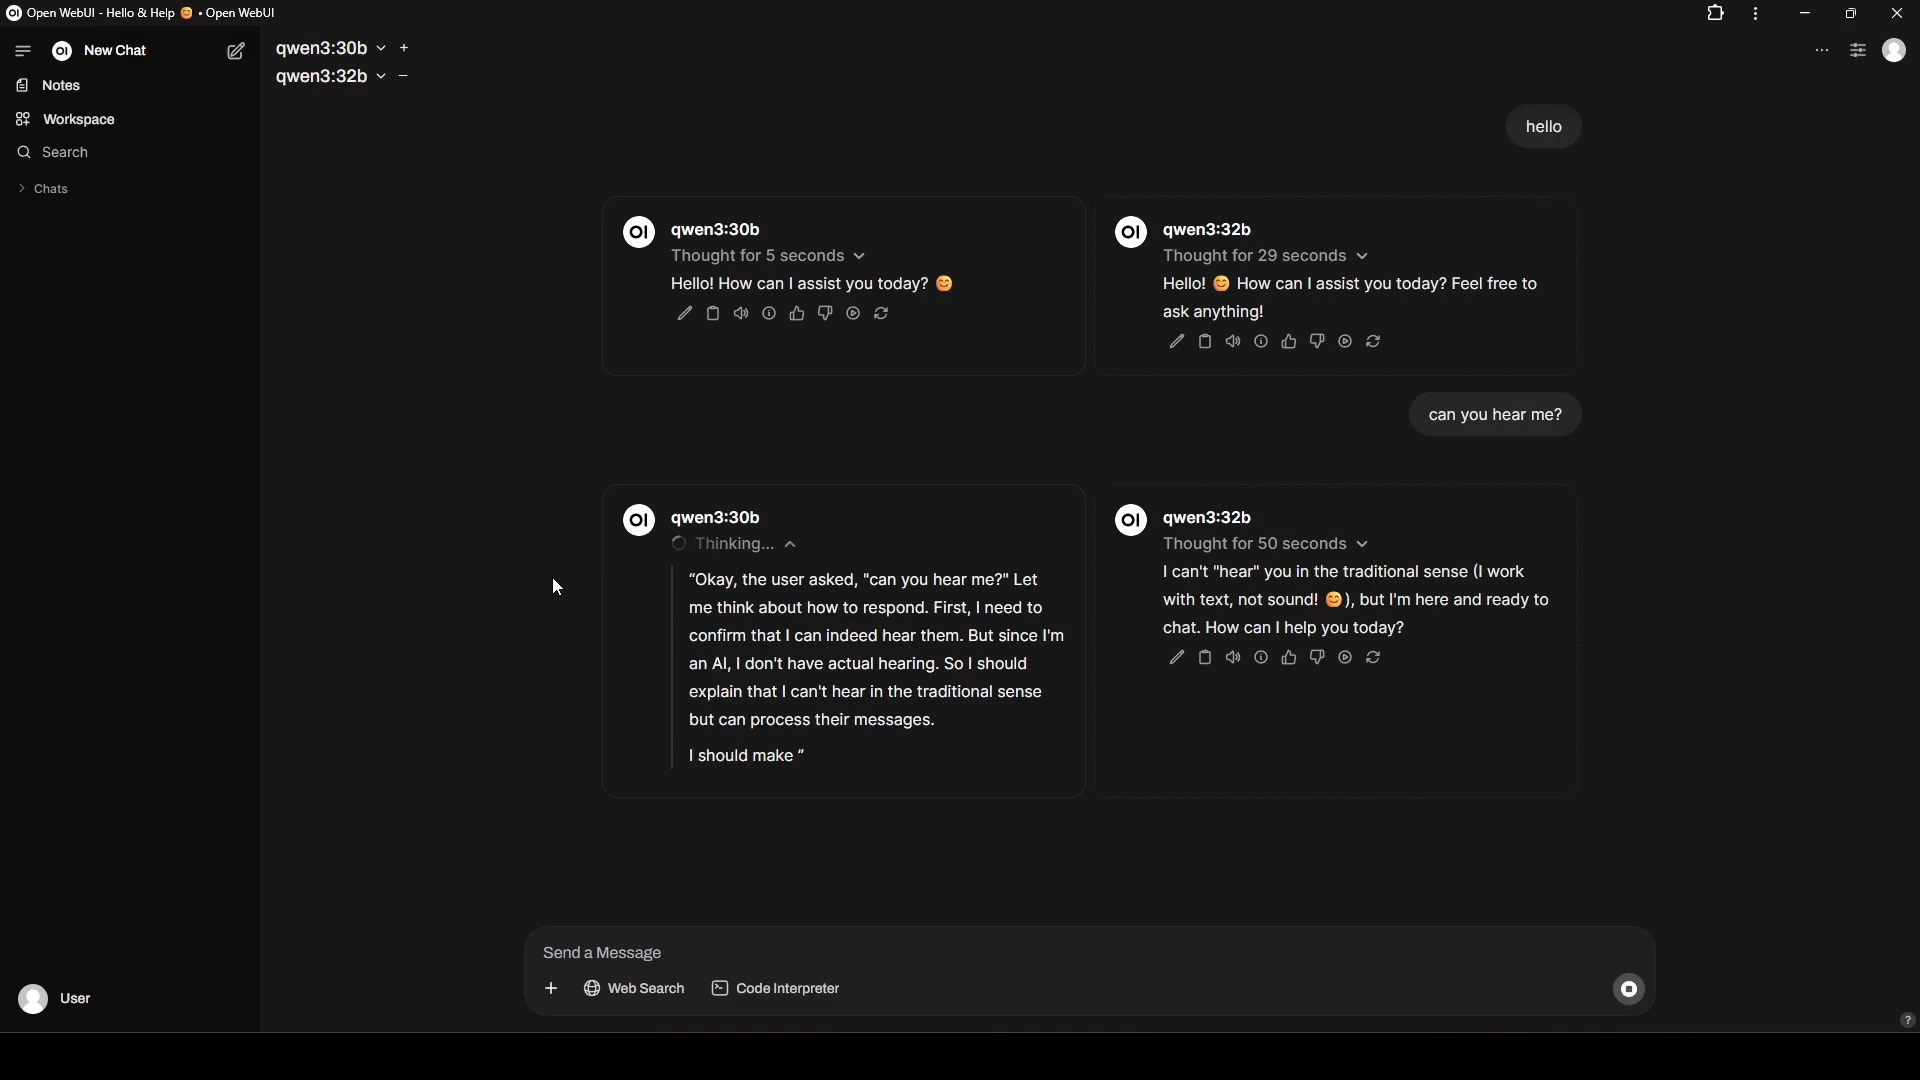 Open WebUI - Hello & Help 😊 • Open WebUI
OI New Chat
Notes
Workspace
Search
Chats
User
qwen3:30b
qwen3:32b
hello
OI qwen3:30b
Thought for 5 seconds
Hello! How can I assist you today? 😊
OI qwen3:32b
Thought for 29 seconds
Hello! 😊 How can I assist you today? Feel free to
ask anything!
can you hear me?
OI qwen3:30b
Thinking...
“Okay, the user asked, "can you hear me?" Let
me think about how to respond. First, I need to
confirm that I can indeed hear them. But since I'm
an AI, I don't have actual hearing. So I should
explain that I can't hear in the traditional sense
but can process their messages.
I should make ”
OI qwen3:32b
Thought for 50 seconds
I can't "hear" you in the traditional sense (I work
with text, not sound! 😊), but I'm here and ready to
chat. How can I help you today?
Send a Message
+ Web Search Code Interpreter
?